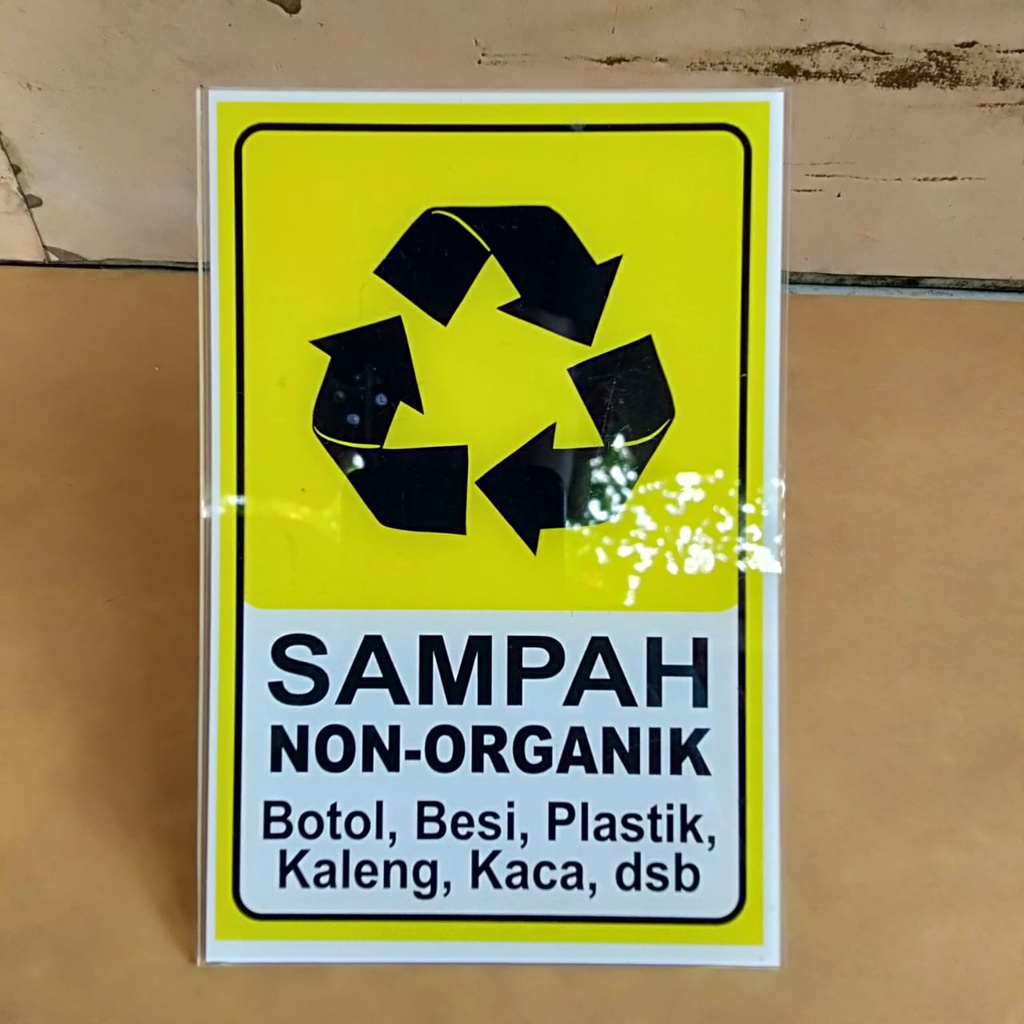 SAMPAH
NON-ORGANIK
Botol, Besi, Plastik,
Kaleng, Kaca, dsb